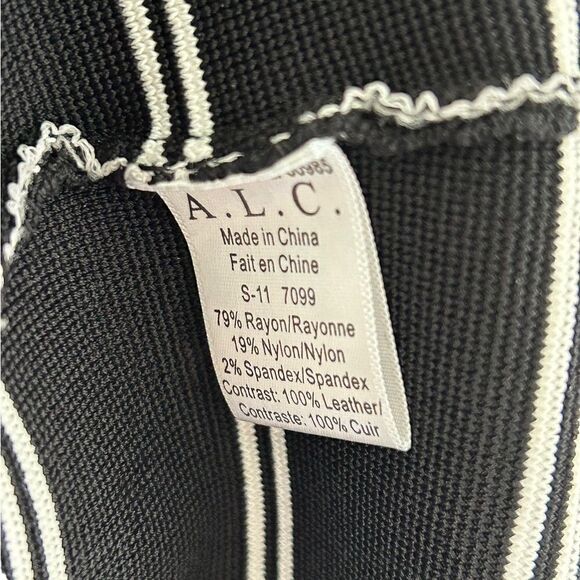 A.L.C.
Made in China
Fait en Chine
S-11 7099
79% Rayon/Rayonne
19% Nylon/Nylon
2% Spandex/Spandex
Contrast: 100% Leather/
Contraste: 100% Cuir